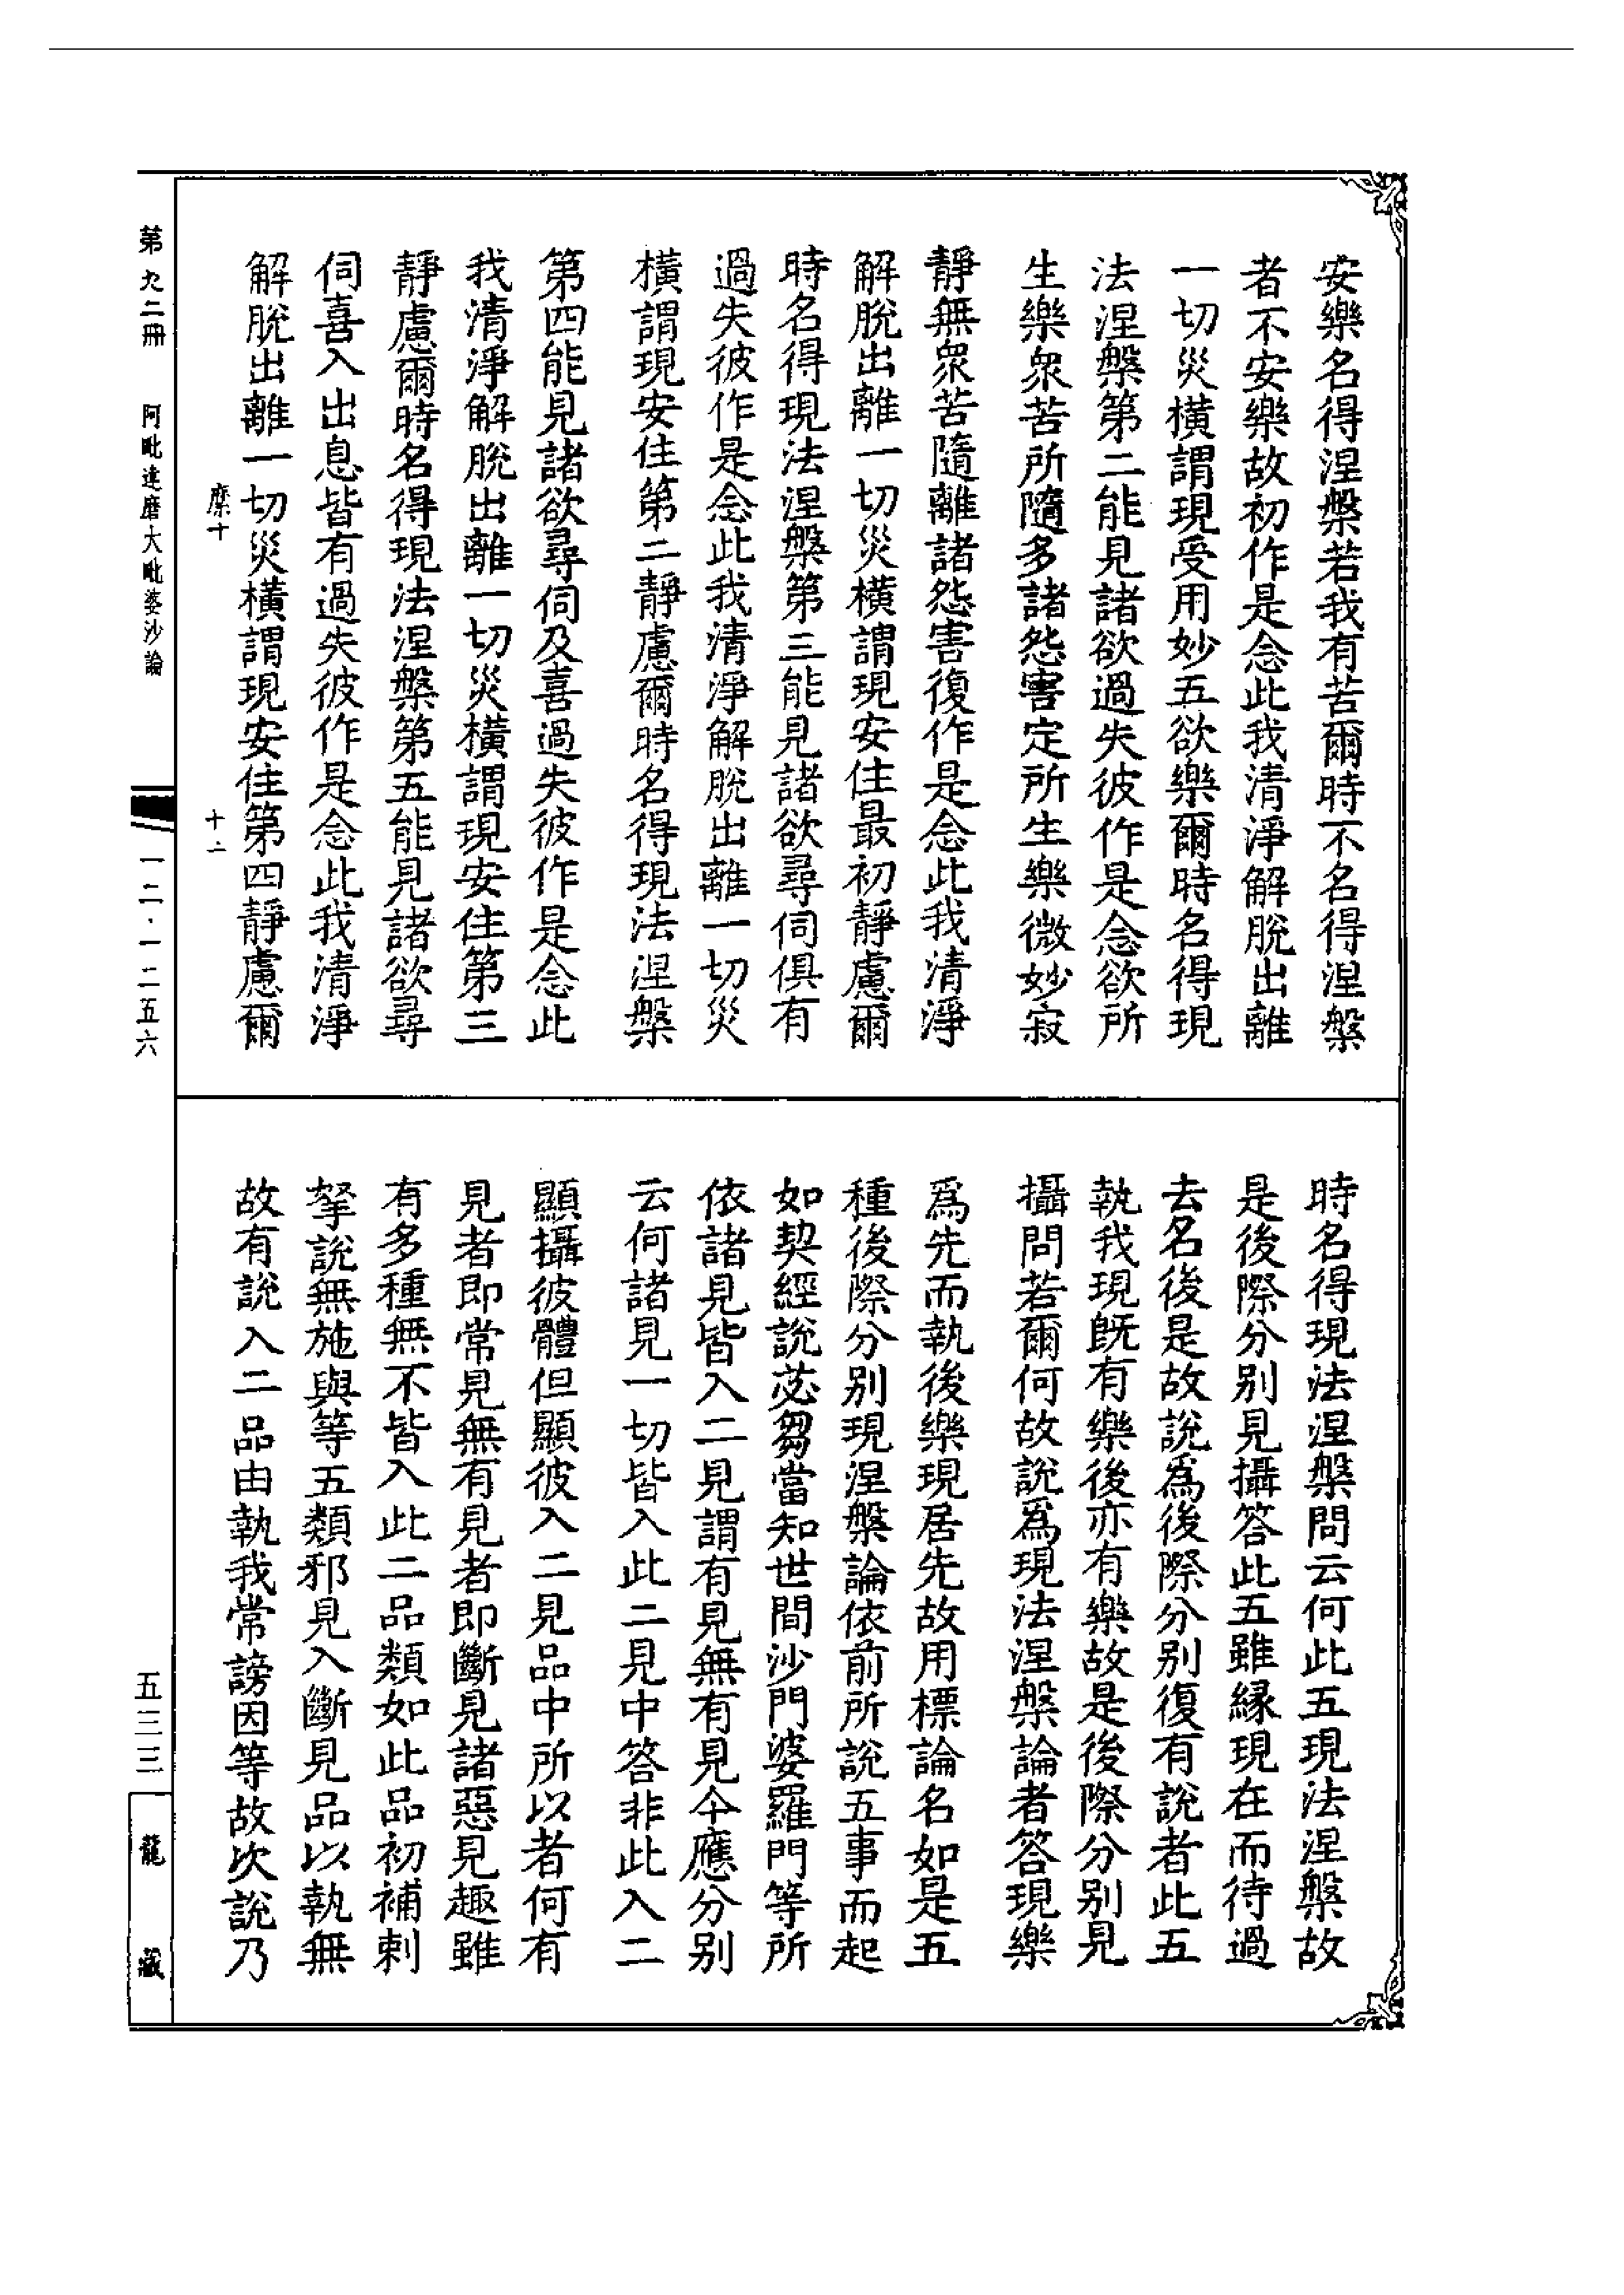 安樂名得涅槃若我有苦爾時不名得涅槃
者不安樂故初作是念此我清淨解脫出離
一切災橫謂現受用妙五欲樂爾時名得現
法涅槃第二能見諸欲過失彼作是念欲所
生樂衆苦所隨多諸怨害定所生樂微妙寂
靜無衆苦隨離諸怨害復作是念此我清淨
解脫出離一切災橫謂現安住最初靜慮爾
時名得現法涅槃第三能見諸欲尋伺俱有
過失彼作是念此我清淨解脫出離一切災
橫謂現安住第二靜慮爾時名得現法涅槃
第四能見諸欲尋伺及喜過失彼作是念此
我清淨解脫出離一切災橫謂現安住第三
靜慮爾時名得現法涅槃第五能見諸欲尋
伺喜入出息皆有過失彼作是念此我清淨
解脫出離一切災橫謂現安住第四靜慮爾
時名得現法涅槃問云何此五現法涅槃故
是後際分别見攝答此五雖緣現在而待過
去名後是故說爲後際分别復有說者此五
執我現旣有樂後亦有樂故是後際分别見
攝問若爾何故說爲現法涅槃論者答現樂
爲先而執後樂現居先故用標論名如是五
種後際分别現涅槃論依前所說五事而起
如契經說苾芻當知世間沙門婆羅門等所
依諸見皆入二見謂有見無有見今應分别
云何諸見一切皆入此二見中答非此入二
顯攝彼體但顯彼入二見品中所以者何有
見者即常見無有見者即斷見諸惡見趣雖
有多種無不皆入此二品類如此品初補刺
拏說無施與等五類邪見入斷見品以執無
故有說入二品由執我常謗因等故次說乃
糜十
十二
第九二冊
阿毗達磨大毗婆沙論
一二·一二五六
五三三
龍藏